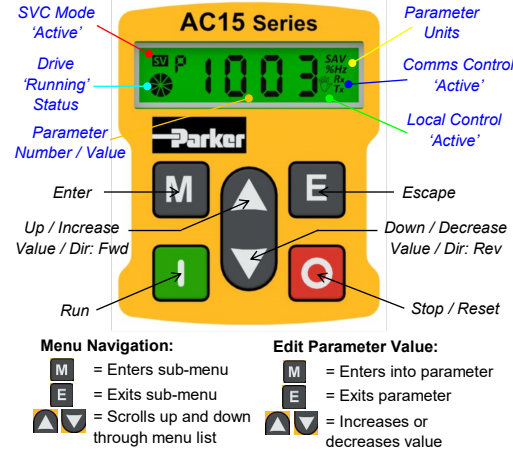 AC15 Series
SVC Mode
'Active'
Parameter
Units
SV P 1003 SAV
%Hz
Rx
Tx
Drive
'Running'
Status
Comms Control
'Active'
Parameter
Number / Value
Local Control
'Active'
Parker
Enter
M
E
Escape
Up / Increase
Value / Dir: Fwd
Down / Decrease
Value / Dir: Rev
Run
I
O
Stop / Reset
Menu Navigation:
M = Enters sub-menu
E = Exits sub-menu
= Scrolls up and down
through menu list
Edit Parameter Value:
M = Enters into parameter
E = Exits parameter
= Increases or
decreases value